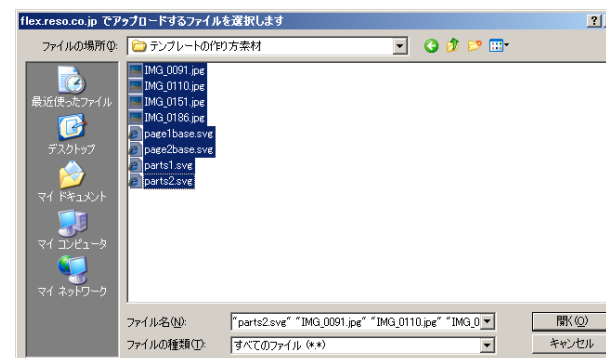 flex.reso.co.jp でアップロードするファイルを選択します
ファイルの場所(I):
テンプレートの作り方素材
IMG_0091.jpg
IMG_0110.jpg
IMG_0151.jpg
IMG_0186.jpg
page1base.svg
page2base.svg
parts1.svg
parts2.svg
最近使ったファイル
デスクトップ
マイ ドキュメント
マイ コンピュータ
マイ ネットワーク
ファイル名(N):
"parts2.svg" "IMG_0091.jpg" "IMG_0110.jpg" "IMG_0
開く(O)
ファイルの種類(T):
すべてのファイル (*.*)
キャンセル